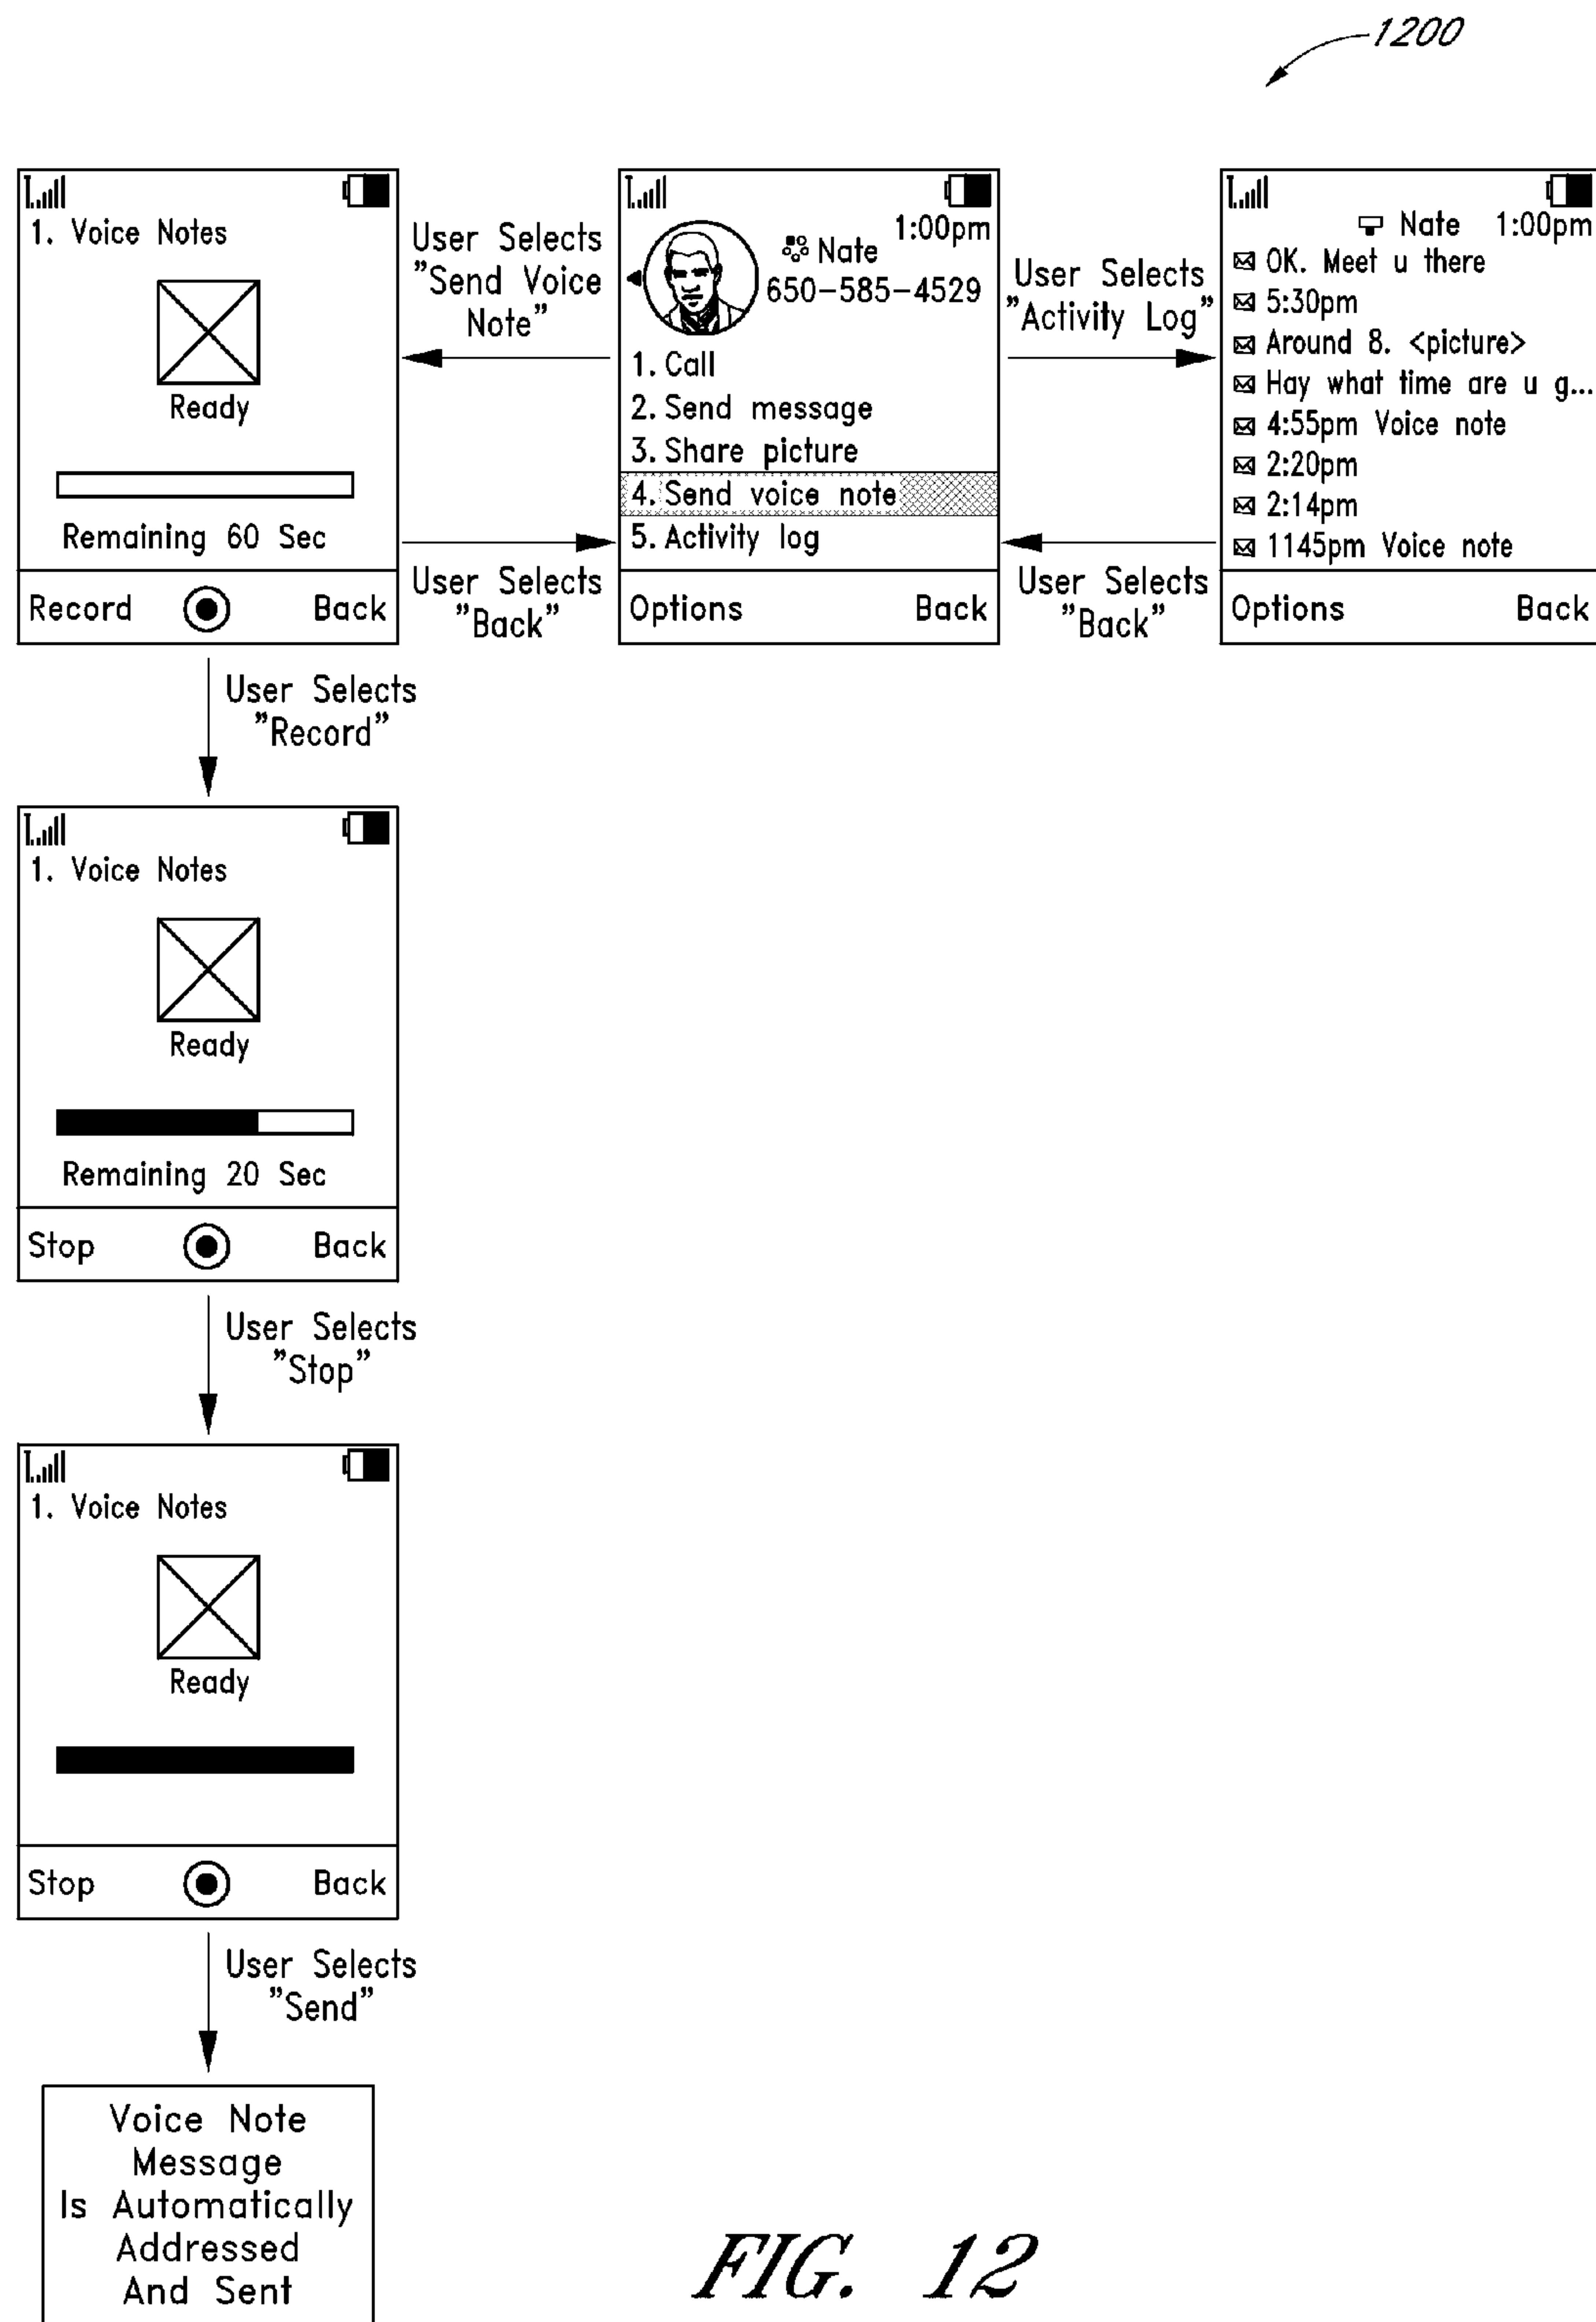 1200
1. Voice Notes
Ready
Remaining 60 Sec
Record
Back
User Selects
"Send Voice
Note"
User Selects
"Back"
1:00pm
Nate
650-585-4529
1. Call
2. Send message
3. Share picture
4. Send voice note
5. Activity log
Options
Back
User Selects
"Activity Log"
User Selects
"Back"
Nate 1:00pm
OK. Meet u there
5:30pm
Around 8. <picture>
Hay what time are u g...
4:55pm Voice note
2:20pm
2:14pm
1145pm Voice note
Options
Back
User Selects
"Record"
1. Voice Notes
Ready
Remaining 20 Sec
Stop
Back
User Selects
"Stop"
1. Voice Notes
Ready
Stop
Back
User Selects
"Send"
Voice Note
Message
Is Automatically
Addressed
And Sent
FIG. 12